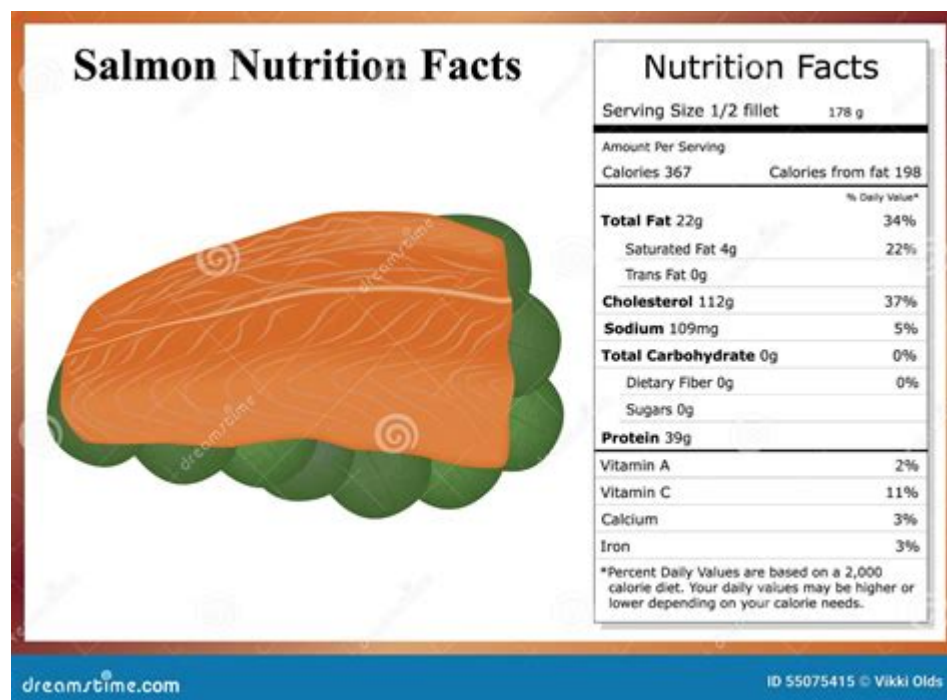 Salmon Nutrition Facts
Nutrition Facts
Serving Size 1/2 fillet 178 g
Amount Per Serving
Calories 367 Calories from fat 198
% Daily Value*
Total Fat 22g 34%
Saturated Fat 4g 22%
Trans Fat 0g
Cholesterol 112g 37%
Sodium 109mg 5%
Total Carbohydrate 0g 0%
Dietary Fiber 0g 0%
Sugars 0g
Protein 39g
Vitamin A 2%
Vitamin C 11%
Calcium 3%
Iron 3%
*Percent Daily Values are based on a 2,000
calorie diet. Your daily values may be higher or
lower depending on your calorie needs.
dreamstime
dreamstime
dreamstime.com
ID 55075415 © Vikki Olds